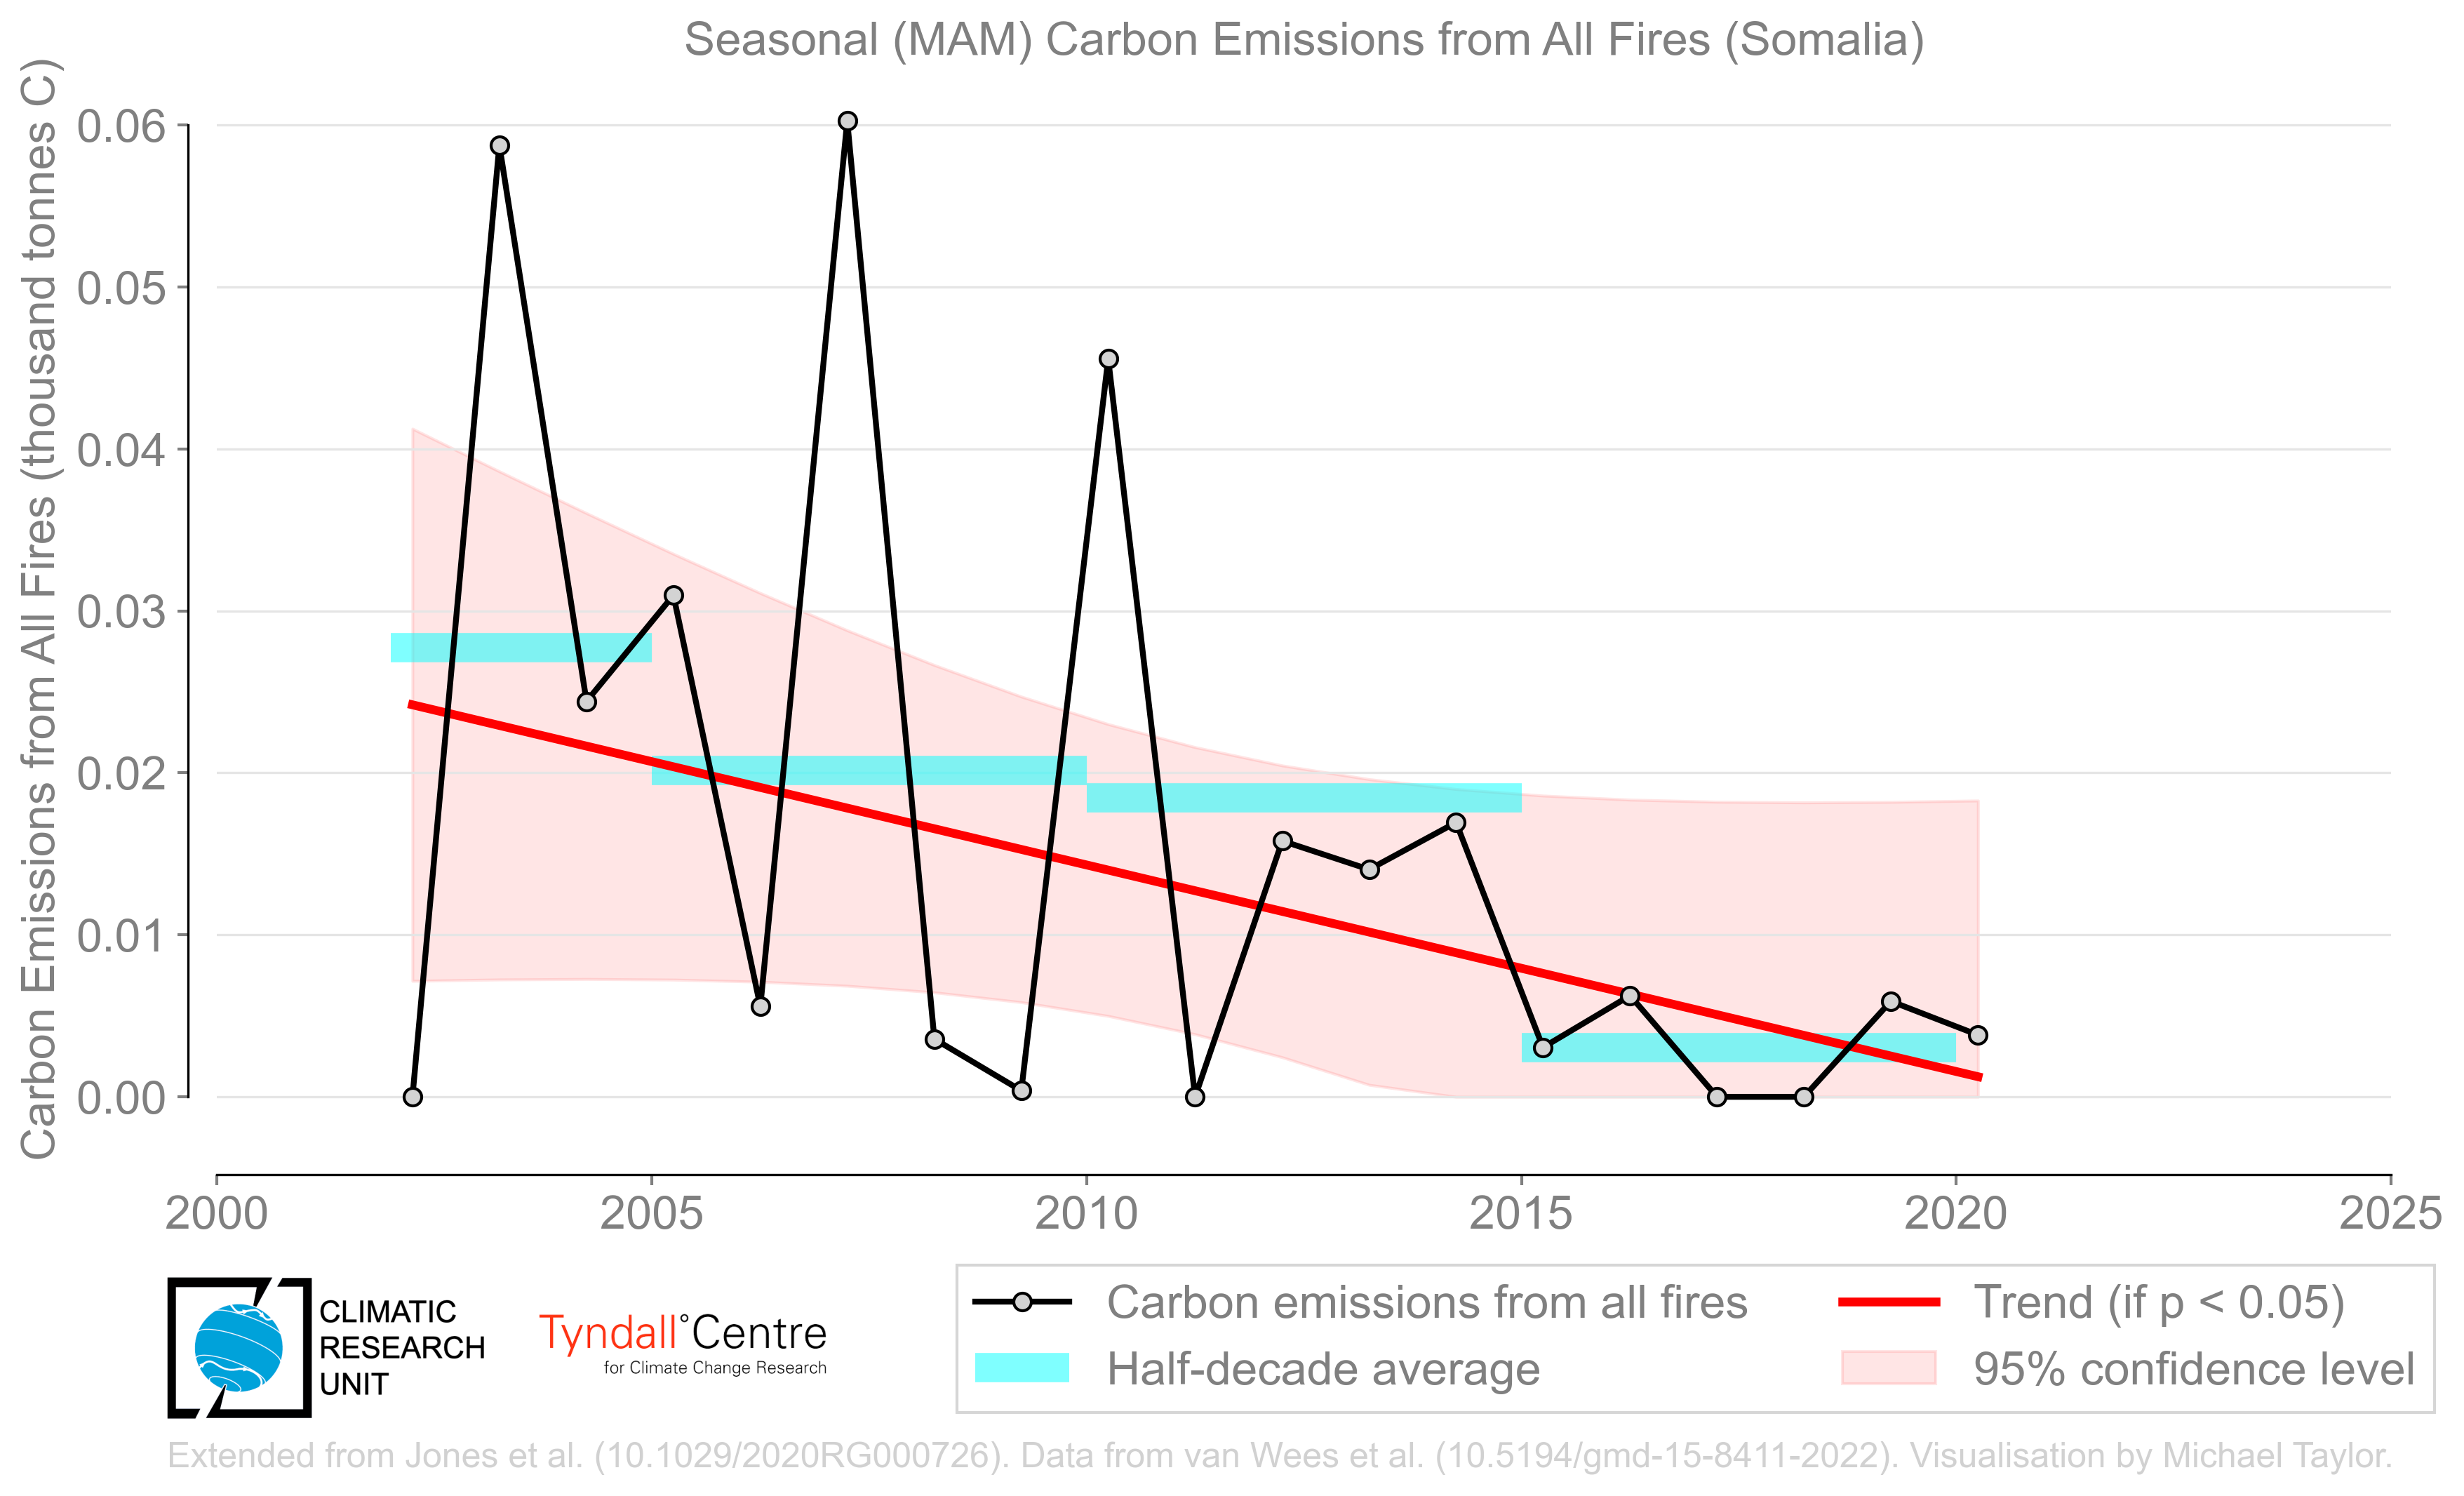 Seasonal (MAM) Carbon Emissions from All Fires (Somalia)
Carbon Emissions from All Fires (thousand tonnes C)
0.06
0.05
0.04
0.03
0.02
0.01
0.00
2000 2005 2010 2015 2020 2025
CLIMATIC
RESEARCH
UNIT
Tyndall°Centre
for Climate Change Research
Carbon emissions from all fires
Half-decade average
Trend (if p < 0.05)
95% confidence level
Extended from Jones et al. (10.1029/2020RG000726). Data from van Wees et al. (10.5194/gmd-15-8411-2022). Visualisation by Michael Taylor.